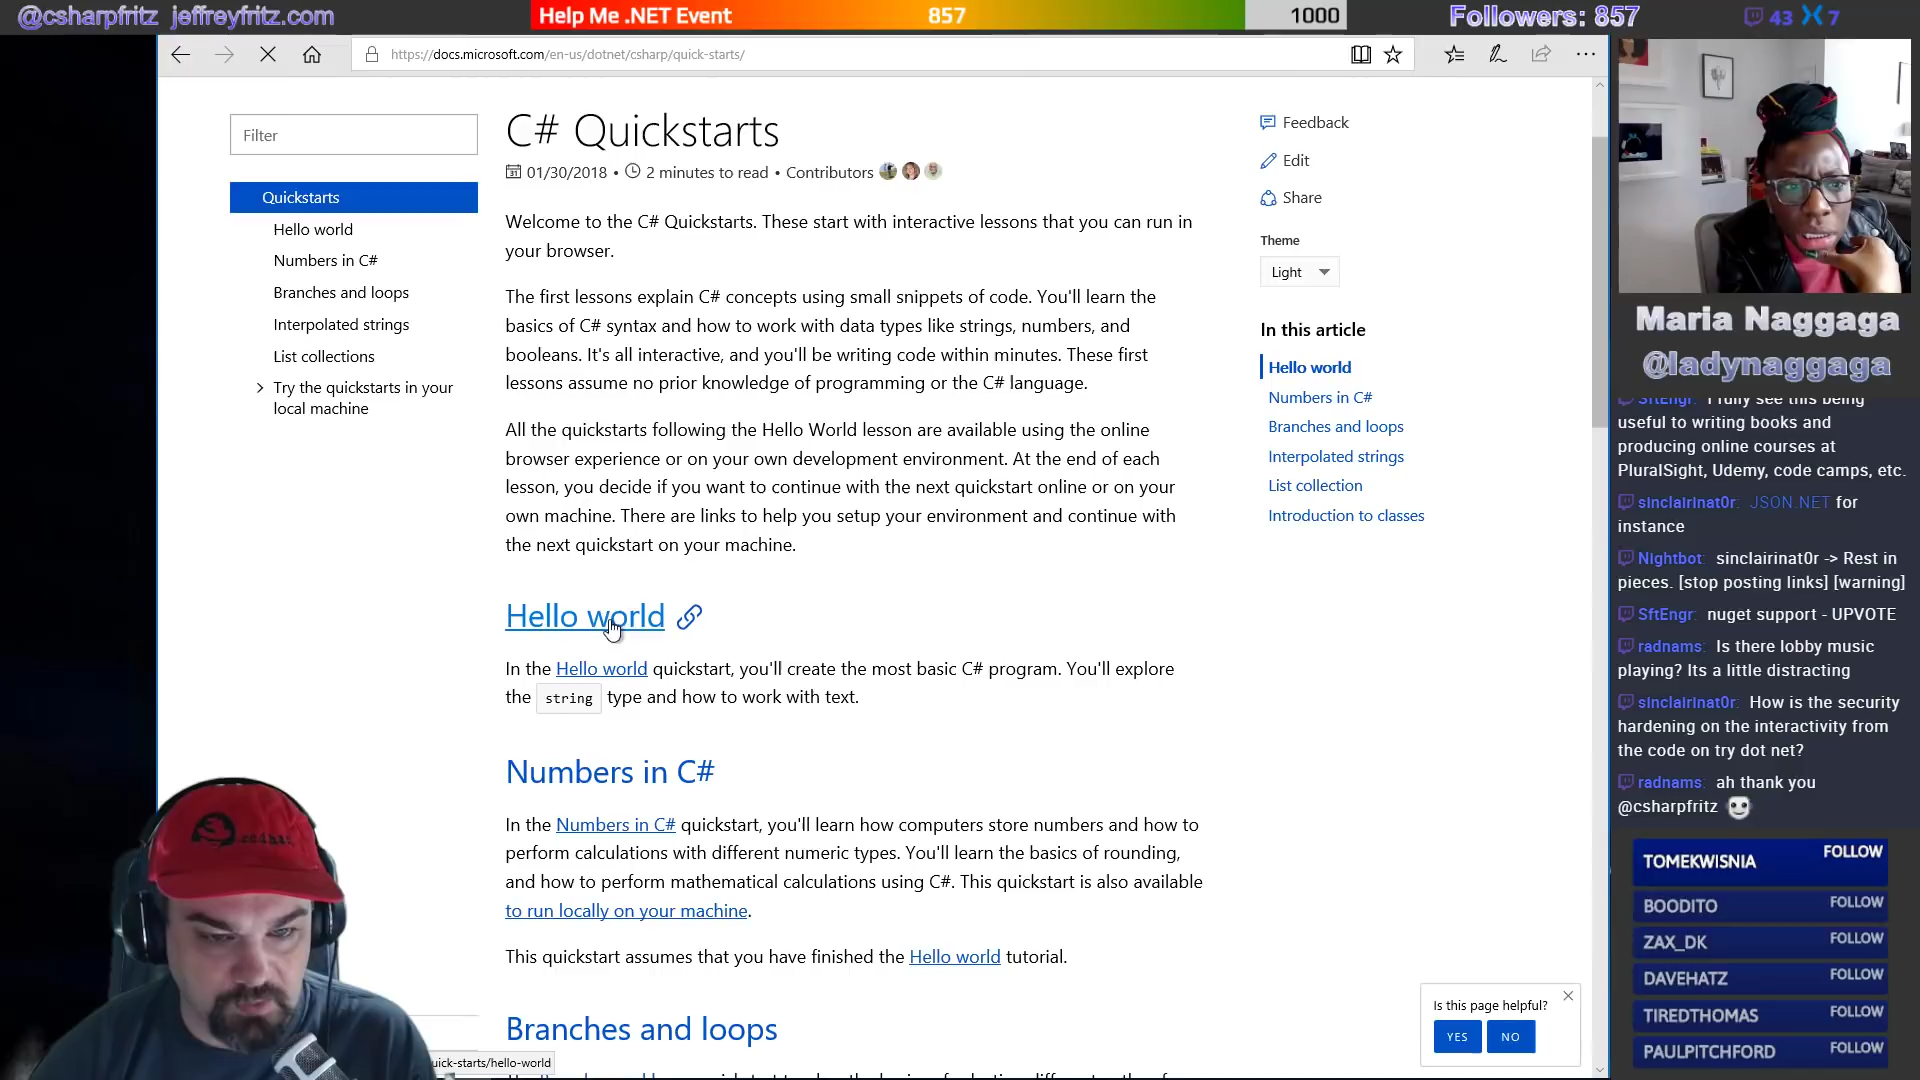 @csharpfritz jeffreyfritz.com
Help Me .NET Event 857 1000
Followers: 857 43 7
https://docs.microsoft.com/en-us/dotnet/csharp/quick-starts/
Filter
Quickstarts
Hello world
Numbers in C#
Branches and loops
Interpolated strings
List collections
Try the quickstarts in your
local machine
C# Quickstarts
01/30/2018 • 2 minutes to read • Contributors
Welcome to the C# Quickstarts. These start with interactive lessons that you can run in
your browser.
The first lessons explain C# concepts using small snippets of code. You'll learn the
basics of C# syntax and how to work with data types like strings, numbers, and
booleans. It's all interactive, and you'll be writing code within minutes. These first
lessons assume no prior knowledge of programming or the C# language.
All the quickstarts following the Hello World lesson are available using the online
browser experience or on your own development environment. At the end of each
lesson, you decide if you want to continue with the next quickstart online or on your
own machine. There are links to help you setup your environment and continue with
the next quickstart on your machine.
Hello world
In the Hello world quickstart, you'll create the most basic C# program. You'll explore
the string type and how to work with text.
Numbers in C#
In the Numbers in C# quickstart, you'll learn how computers store numbers and how to
perform calculations with different numeric types. You'll learn the basics of rounding,
and how to perform mathematical calculations using C#. This quickstart is also available
to run locally on your machine.
This quickstart assumes that you have finished the Hello world tutorial.
Branches and loops
uick-starts/hello-world
Feedback
Edit
Share
Theme
Light
In this article
Hello world
Numbers in C#
Branches and loops
Interpolated strings
List collection
Introduction to classes
Is this page helpful?
YES NO
Maria Naggaga
@ladynaggaga
SftEngr: I fully see this being
useful to writing books and
producing online courses at
PluralSight, Udemy, code camps, etc.
sinclairinat0r: JSON.NET for
instance
Nightbot: sinclairinat0r -> Rest in
pieces. [stop posting links] [warning]
SftEngr: nuget support - UPVOTE
radnams: Is there lobby music
playing? Its a little distracting
sinclairinat0r: How is the security
hardening on the interactivity from
the code on try dot net?
radnams: ah thank you
@csharpfritz
TOMEKWISNIA FOLLOW
BOODITO FOLLOW
ZAX_DK FOLLOW
DAVEHATZ FOLLOW
TIREDTHOMAS FOLLOW
PAULPITCHFORD FOLLOW
redhat